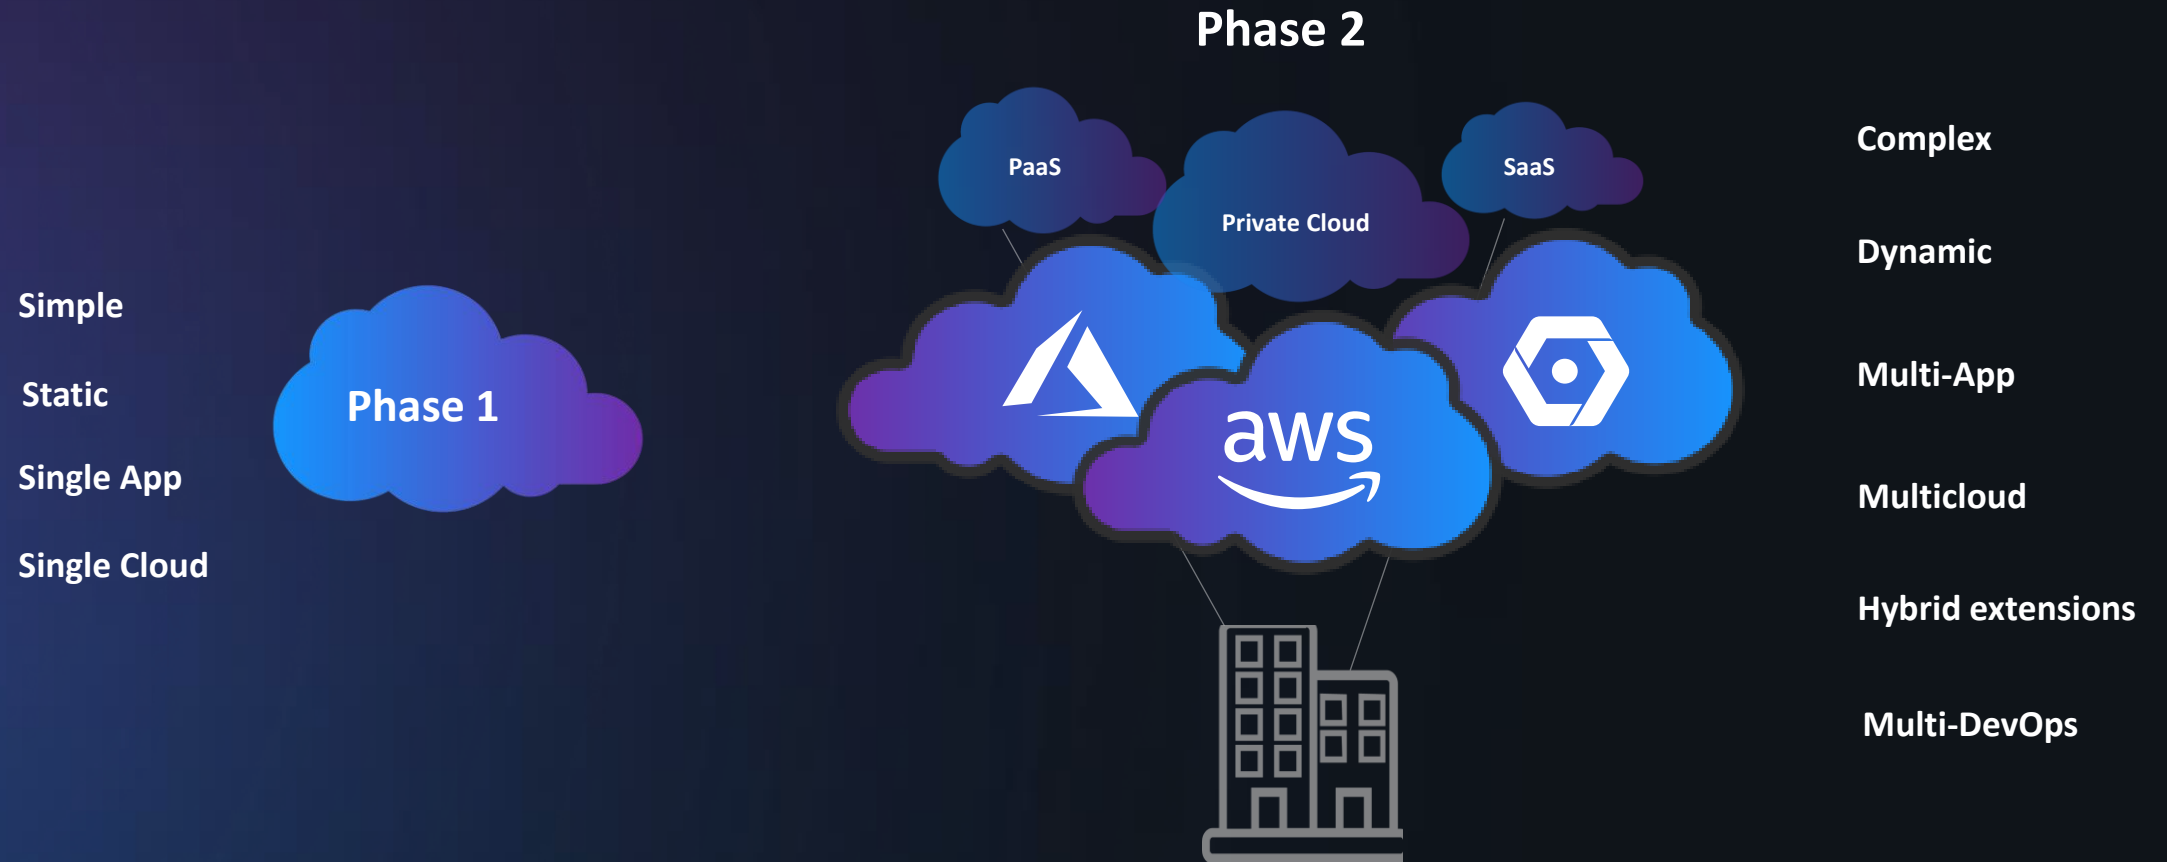 Phase 2
Simple
Static
Single App
Single Cloud
Phase 1
PaaS
Private Cloud
SaaS
aws
Complex
Dynamic
Multi-App
Multicloud
Hybrid extensions
Multi-DevOps